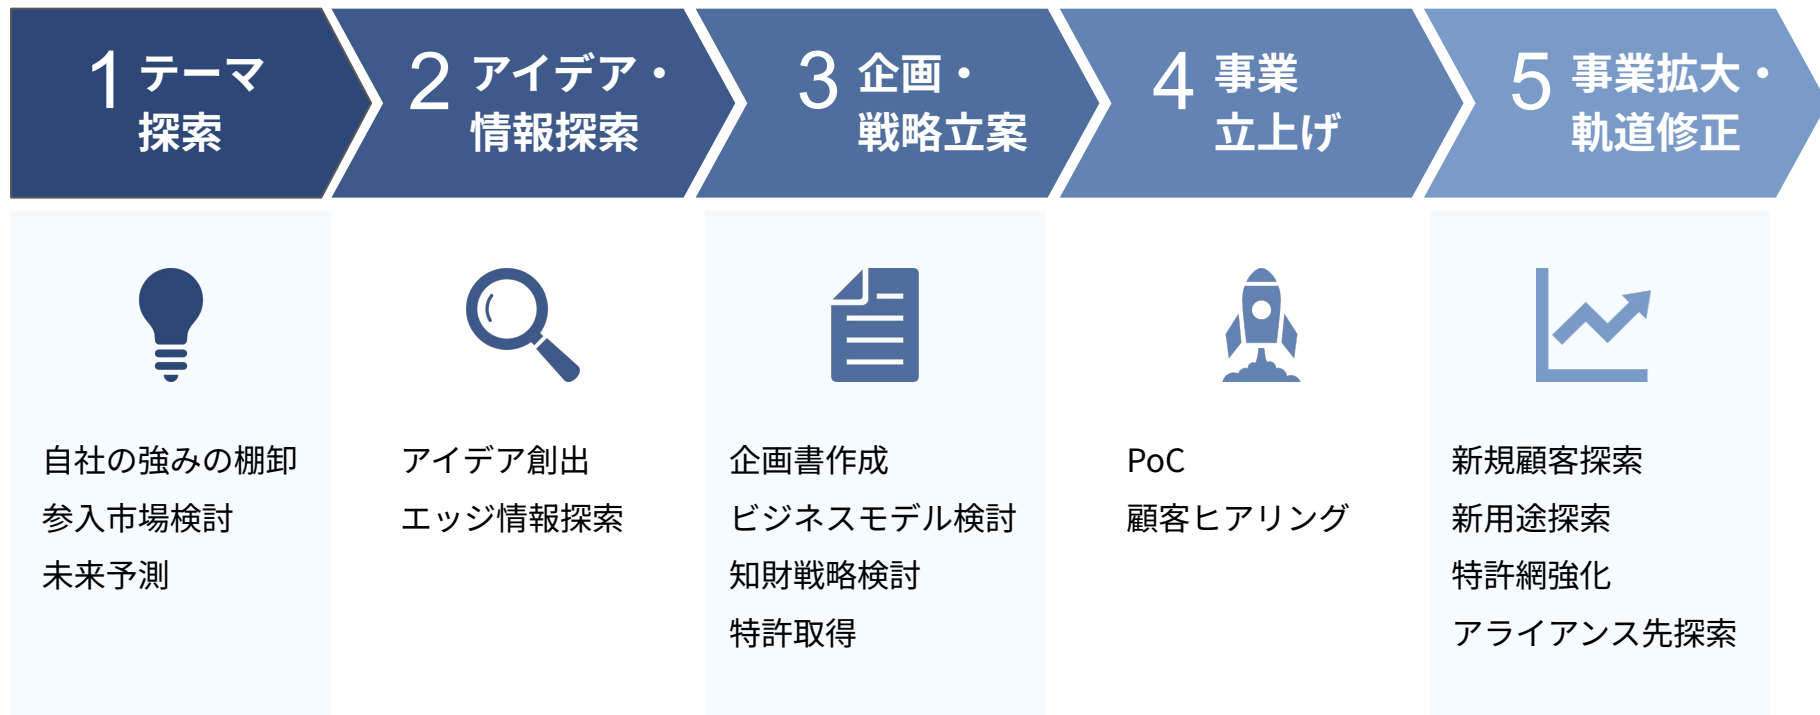 1 テーマ
探索
2 アイデア・
情報探索
3 企画・
戦略立案
4 事業
立上げ
5 事業拡大・
軌道修正
自社の強みの棚卸
参入市場検討
未来予測
アイデア創出
エッジ情報探索
企画書作成
ビジネスモデル検討
知財戦略検討
特許取得
PoC
顧客ヒアリング
新規顧客探索
新用途探索
特許網強化
アライアンス先探索